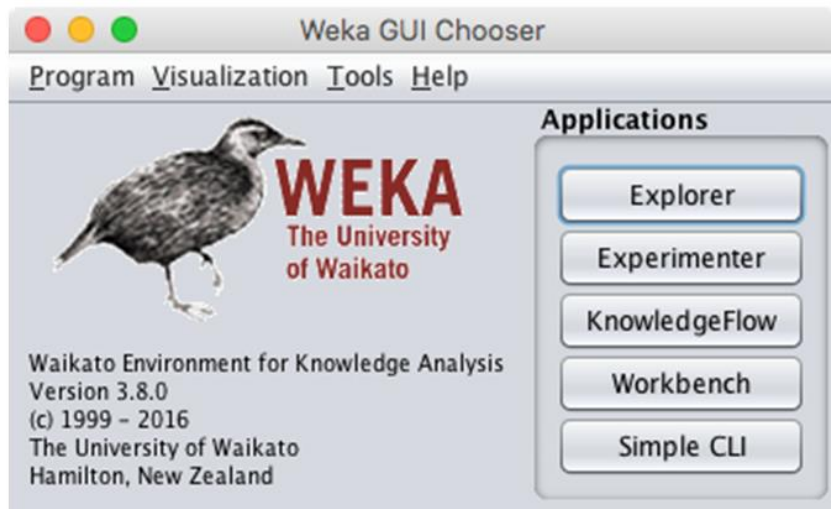 Weka GUI Chooser
Program Visualization Tools Help
WEKA
The University
of Waikato
Waikato Environment for Knowledge Analysis
Version 3.8.0
(c) 1999 – 2016
The University of Waikato
Hamilton, New Zealand
Applications
Explorer
Experimenter
KnowledgeFlow
Workbench
Simple CLI